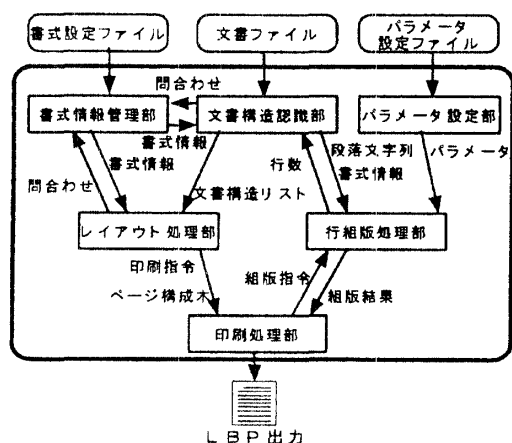 書式設定ファイル
文書ファイル
パラメータ
設定ファイル
問合わせ
書式情報管理部
文書構造認識部
パラメータ設定部
書式情報
書式情報
問合わせ
行数
段落文字列
書式情報
パラメータ
文書構造リスト
レイアウト処理部
行組版処理部
印刷指令
ページ構成木
組版指令
組版結果
印刷処理部
LBP出力